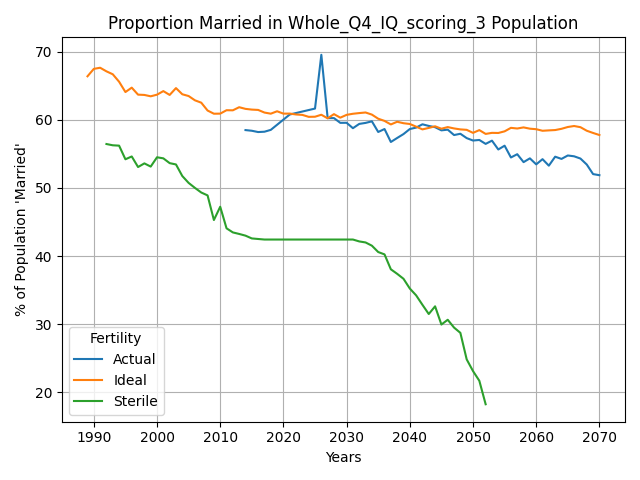 Proportion Married in Whole_Q4_IQ_scoring_3 Population
% of Population 'Married'
70
60
50
40
30
20
Fertility
Actual
Ideal
Sterile
1990 2000 2010 2020 2030 2040 2050 2060 2070
Years